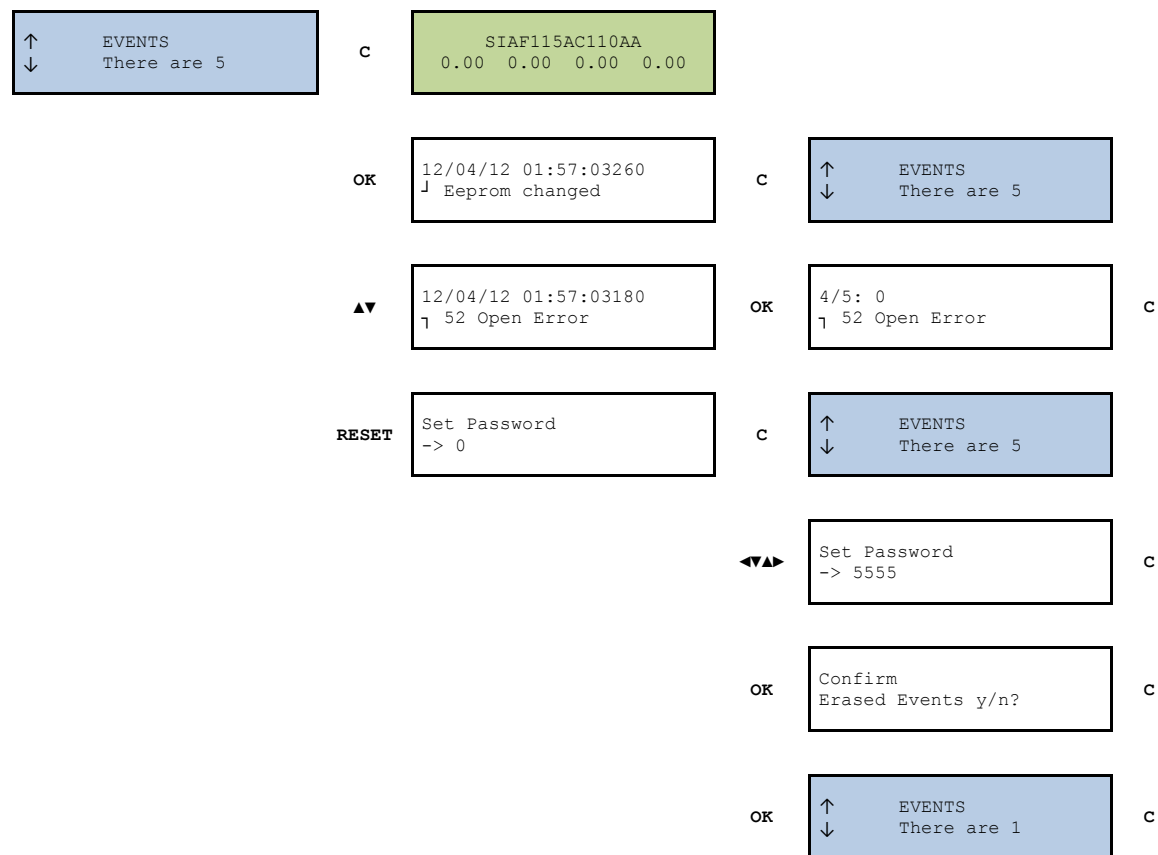 ↑ EVENTS
↓ There are 5
C
SIAF115AC110AA
0.00 0.00 0.00 0.00
OK
12/04/12 01:57:03260
┘ Eeprom changed
C
↑ EVENTS
↓ There are 5
▲▼
12/04/12 01:57:03180
┐ 52 Open Error
OK
4/5: 0
┐ 52 Open Error
C
RESET
Set Password
-> 0
C
↑ EVENTS
↓ There are 5
◄▼▲►
Set Password
-> 5555
C
OK
Confirm
Erased Events y/n?
C
OK
↑ EVENTS
↓ There are 1
C